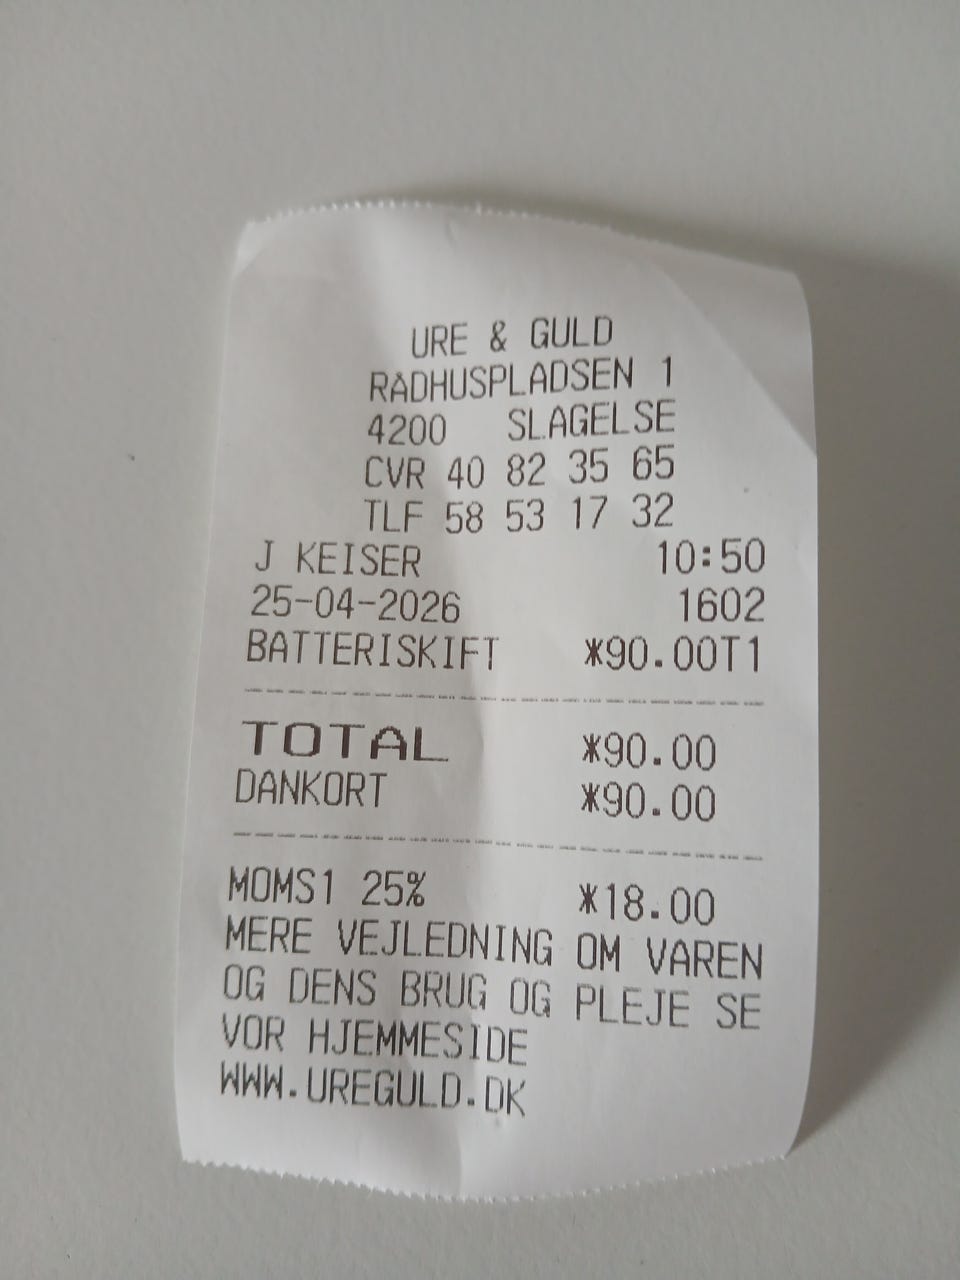 URE & GULD
RÅDHUSPLADSEN 1
4200 SLAGELSE
CVR 40 82 35 65
TLF 58 53 17 32
J KEISER 10:50
25-04-2026 1602
BATTERISKIFT *90.00T1
TOTAL *90.00
DANKORT *90.00
MOMS1 25% *18.00
MERE VEJLEDNING OM VAREN
OG DENS BRUG OG PLEJE SE
VOR HJEMMESIDE
WWW.UREGULD.DK